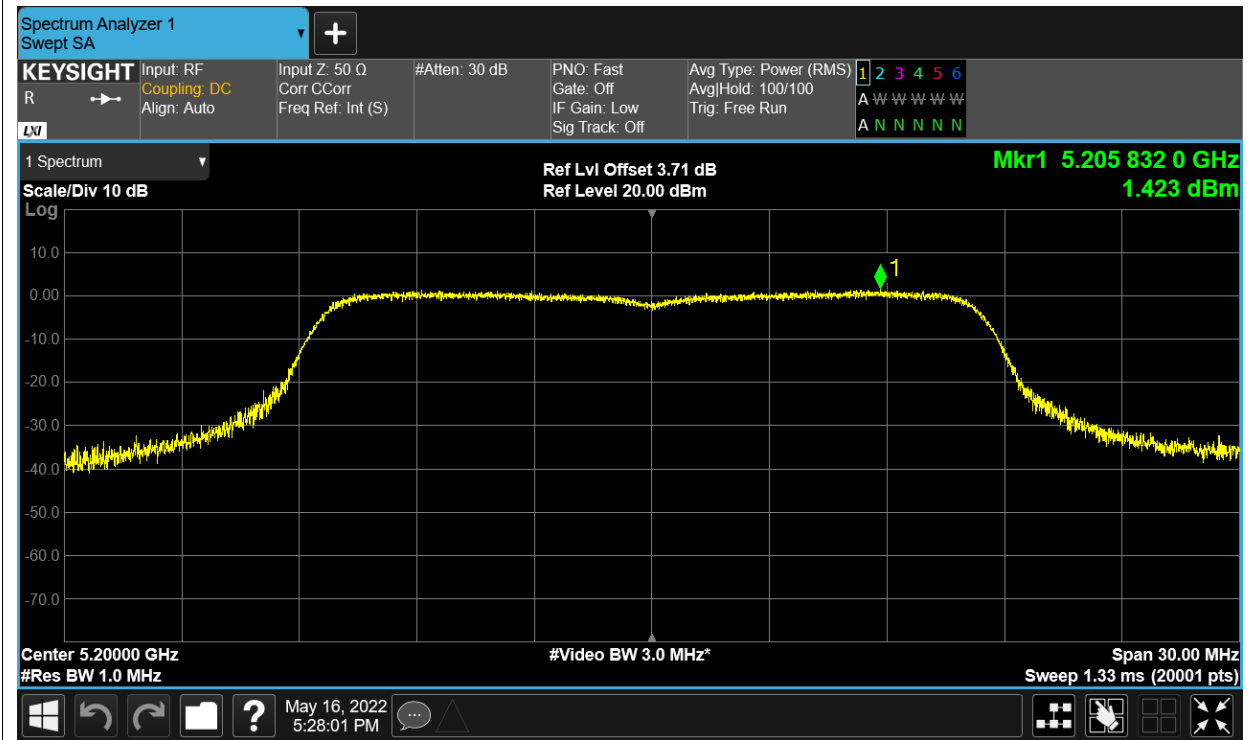 Spectrum Analyzer 1
Swept SA
KEYSIGHT
R
LXI
Input: RF
Coupling: DC
Align: Auto
Input Z: 50 Ω
Corr CCorr
Freq Ref: Int (S)
#Atten: 30 dB
PNO: Fast
Gate: Off
IF Gain: Low
Sig Track: Off
Avg Type: Power (RMS)
Avg|Hold: 100/100
Trig: Free Run
1 2 3 4 5 6
A W W W W W
A N N N N N
1 Spectrum
Scale/Div 10 dB
Log
Ref Lvl Offset 3.71 dB
Ref Level 20.00 dBm
Mkr1 5.205 832 0 GHz
1.423 dBm
10.0
1
0.00
-10.0
-20.0
-30.0
-40.0
-50.0
-60.0
-70.0
Center 5.20000 GHz
#Res BW 1.0 MHz
#Video BW 3.0 MHz*
Span 30.00 MHz
Sweep 1.33 ms (20001 pts)
?
May 16, 2022
5:28:01 PM